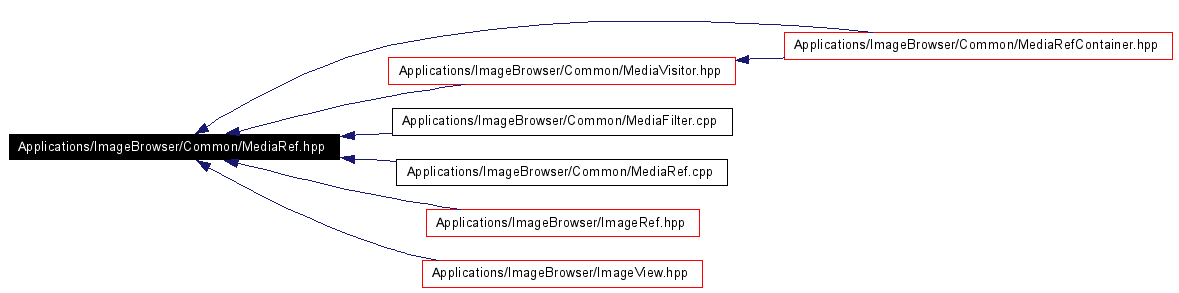 Applications/ImageBrowser/Common/MediaRefContainer.hpp
Applications/ImageBrowser/Common/MediaVisitor.hpp
Applications/ImageBrowser/Common/MediaFilter.cpp
Applications/ImageBrowser/Common/MediaRef.hpp
Applications/ImageBrowser/Common/MediaRef.cpp
Applications/ImageBrowser/ImageRef.hpp
Applications/ImageBrowser/ImageView.hpp